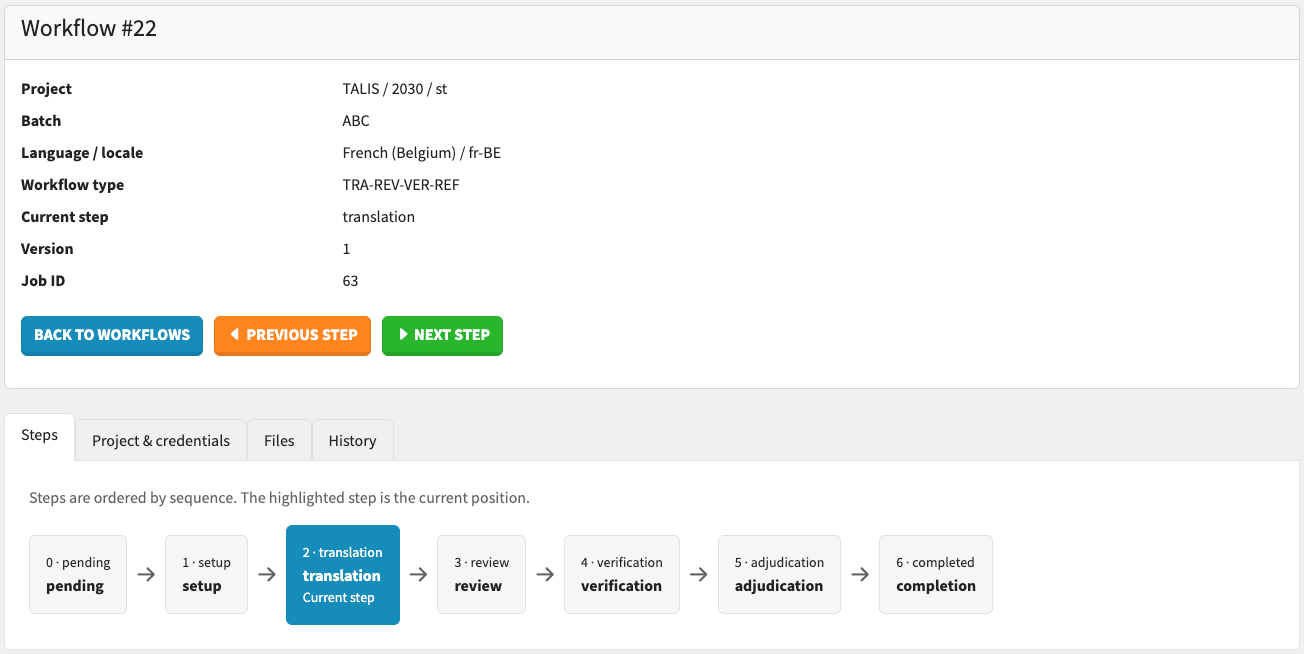 Workflow #22
Project TALIS / 2030 / st
Batch ABC
Language / locale French (Belgium) / fr-BE
Workflow type TRA-REV-VER-REF
Current step translation
Version 1
Job ID 63
BACK TO WORKFLOWS PREVIOUS STEP NEXT STEP
Steps Project & credentials Files History
Steps are ordered by sequence. The highlighted step is the current position.
0 · pending
pending
1 · setup
setup
2 · translation
translation
Current step
3 · review
review
4 · verification
verification
5 · adjudication
adjudication
6 · completed
completion